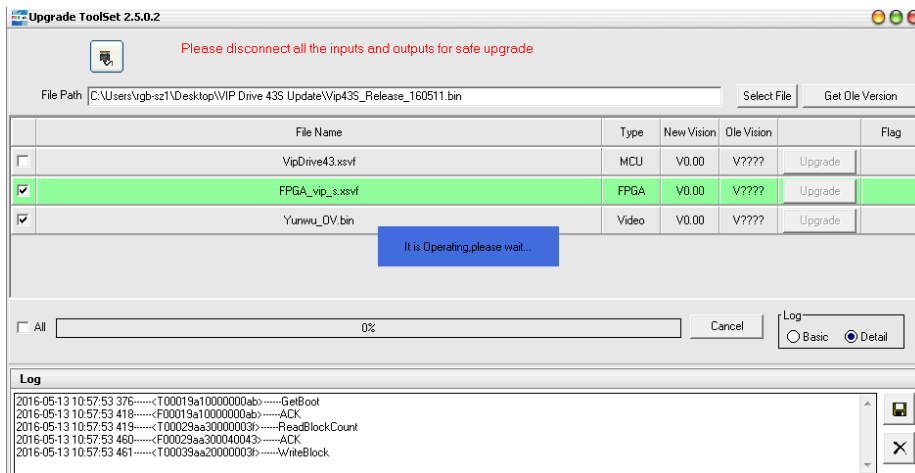 Upgrade ToolSet 2.5.0.2
Please disconnect all the inputs and outputs for safe upgrade
File Path C:\Users\rgb-sz1\Desktop\VIP Drive 43S Update\Vip43S_Release_160511.bin Select File Get Ole Version
File Name Type New Vision Ole Vision Flag
VipDrive43.xsvf MCU V0.00 V???? Upgrade
FPGA_vip_s.xsvf FPGA V0.00 V???? Upgrade
Yunwu_OV.bin Video V0.00 V???? Upgrade
It is Operating,please wait...
All 0% Cancel Log Basic Detail
Log
2016-05-13 10:57:53 376------<T00019a10000000ab>------GetBoot
2016-05-13 10:57:53 418------<F00019a10000000ab>------ACK
2016-05-13 10:57:53 419------<T00029aa30000003f>------ReadBlockCount
2016-05-13 10:57:53 460------<F00029aa300040043>------ACK
2016-05-13 10:57:53 461------<T00039aa20000003f>------WriteBlock